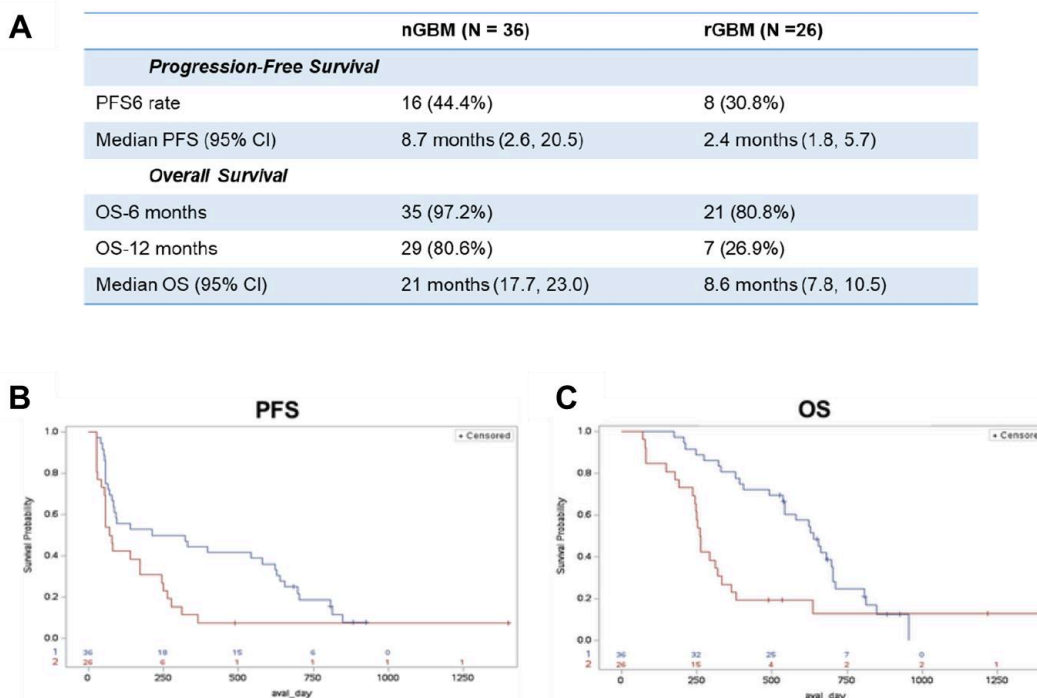 A
nGBM (N = 36) rGBM (N =26)
Progression-Free Survival
PFS6 rate 16 (44.4%) 8 (30.8%)
Median PFS (95% CI) 8.7 months (2.6, 20.5) 2.4 months (1.8, 5.7)
Overall Survival
OS-6 months 35 (97.2%) 21 (80.8%)
OS-12 months 29 (80.6%) 7 (26.9%)
Median OS (95% CI) 21 months (17.7, 23.0) 8.6 months (7.8, 10.5)
B
PFS
+ Censored
Survival Probability
1.0
0.8
0.6
0.4
0.2
0.0
1 36 18 15 6 0
2 26 6 1 1 1 1
0 250 500 750 1000 1250
aval_day
C
OS
+ Censore
Survival Probability
1.0
0.8
0.6
0.4
0.2
0.0
1 36 32 25 7 0
2 26 15 4 2 2 1
0 250 500 750 1000 1250
aval_day